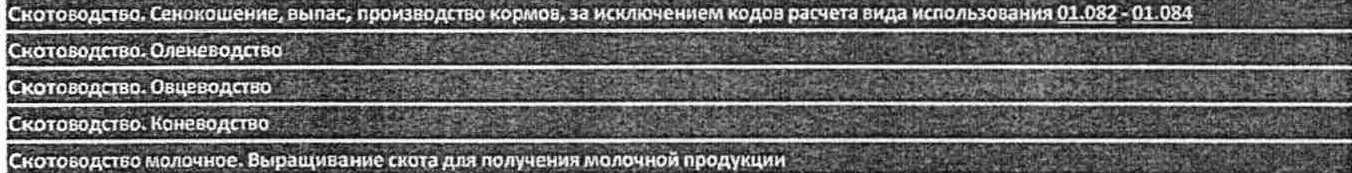 Скотоводство. Сенокошение, выпас, производство кормов, за исключением кодов расчета вида использования 01.082 - 01.084
Скотоводство. Оленеводство
Скотоводство. Овцеводство
Скотоводство. Коневодство
Скотоводство молочное. Выращивание скота для получения молочной продукции